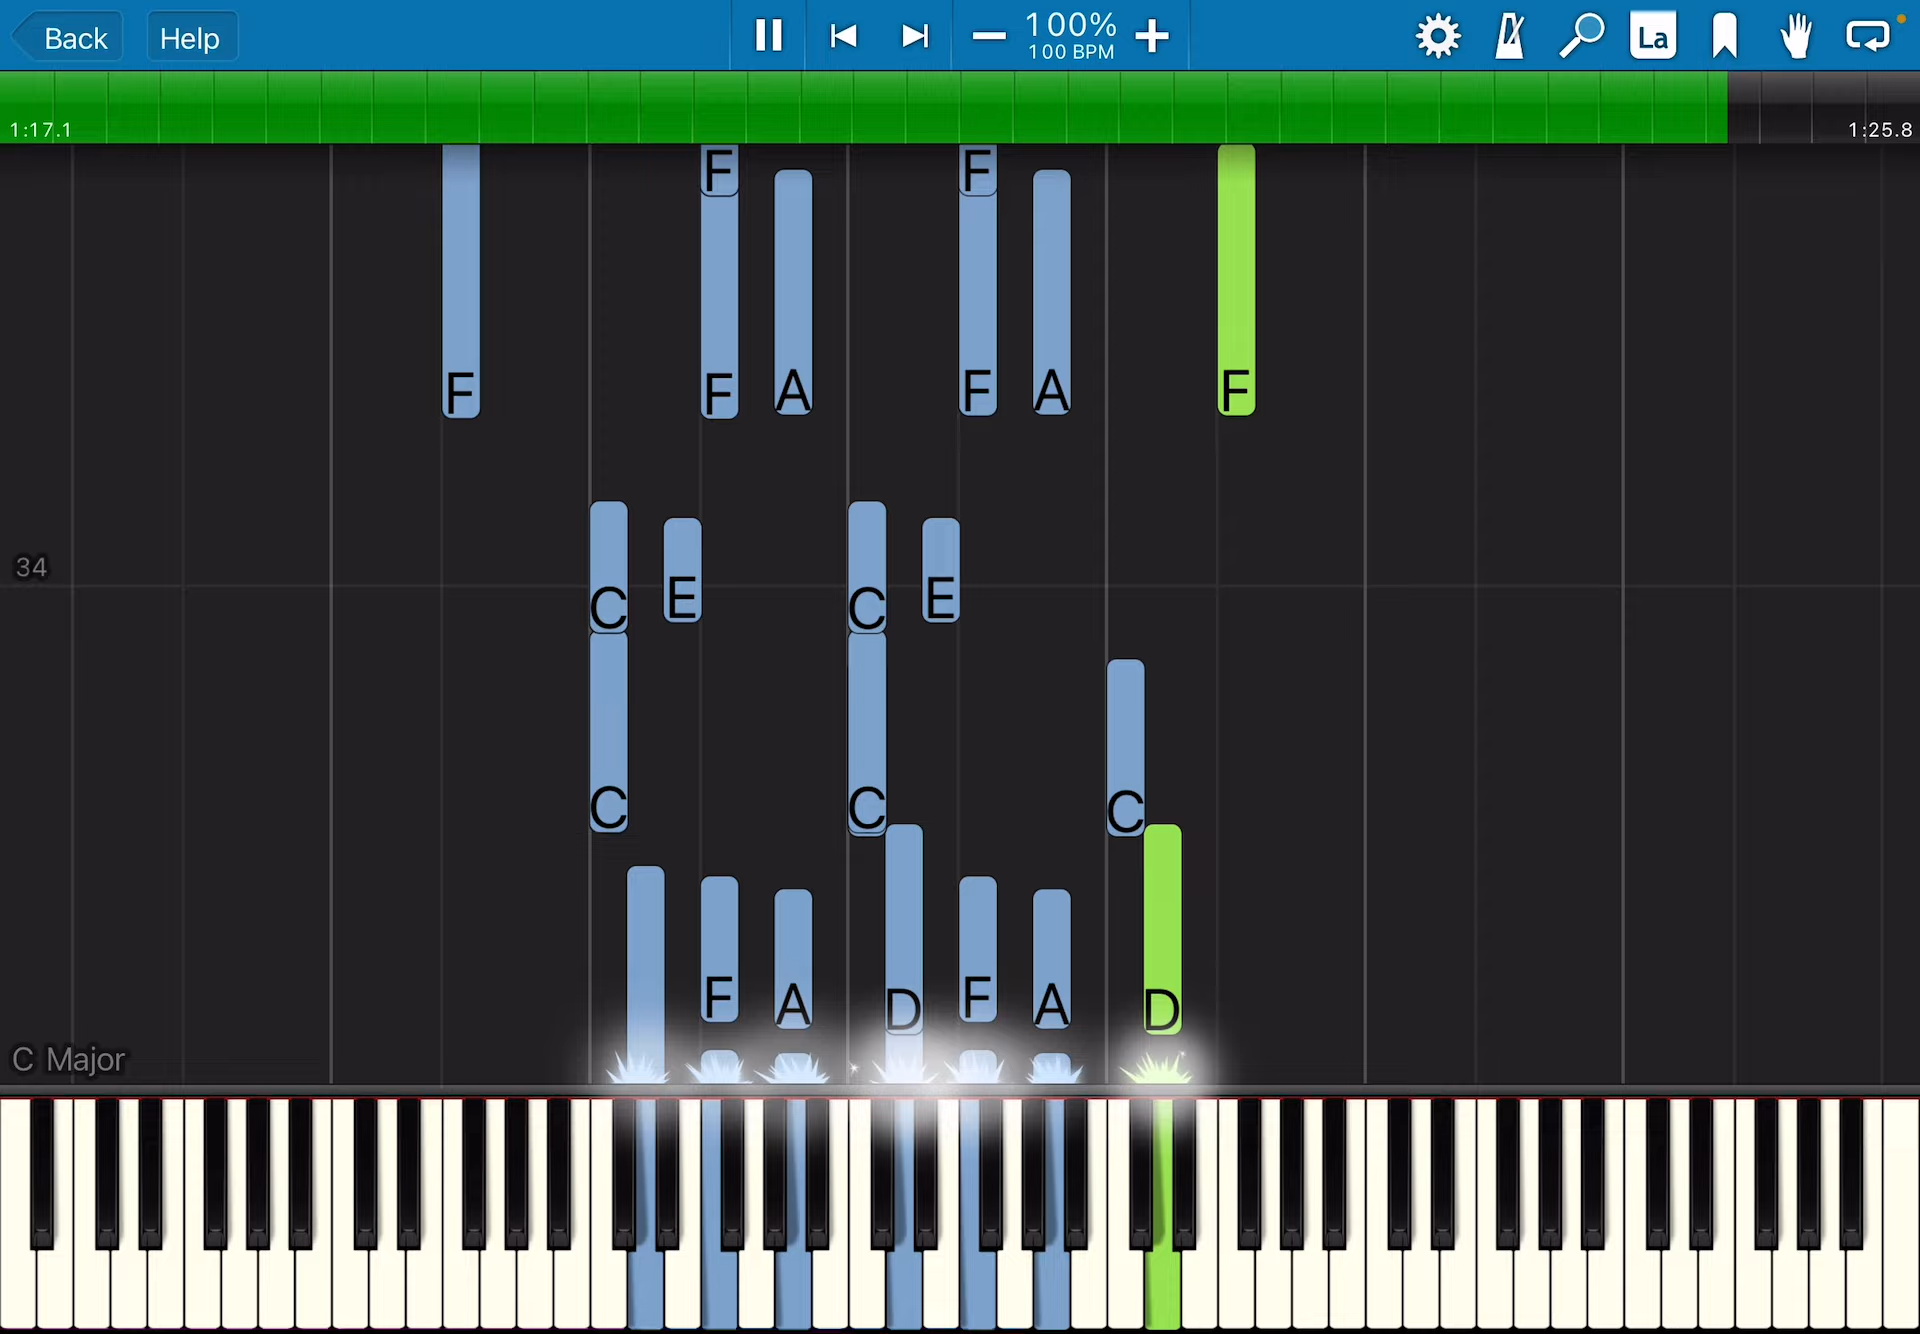 Back Help 100% La
100 BPM
1:17.1 1:25.8
F F
F F A F A F
34
C E C E
C C C
F A D F A D
C Major